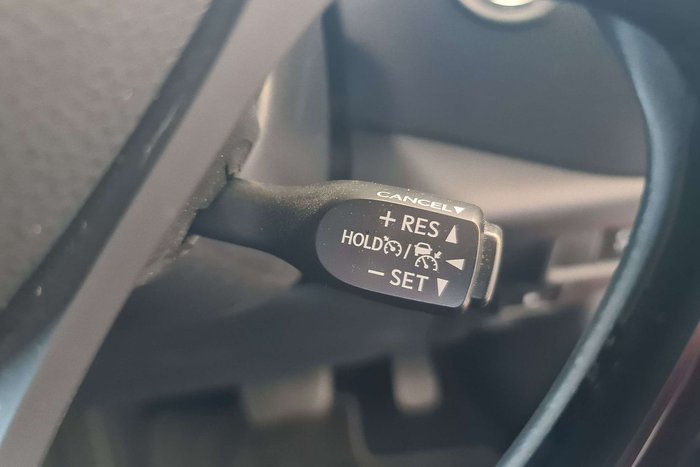 CANCEL▼
+ RES ▲
HOLD /
− SET ▼